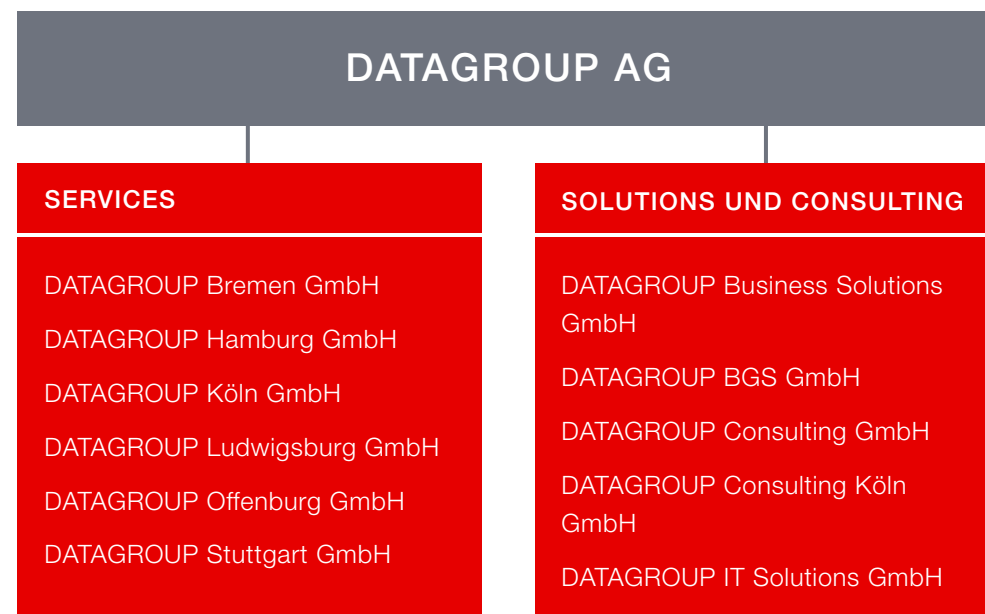 DATAGROUP AG
SERVICES
DATAGROUP Bremen GmbH
DATAGROUP Hamburg GmbH
DATAGROUP Köln GmbH
DATAGROUP Ludwigsburg GmbH
DATAGROUP Offenburg GmbH
DATAGROUP Stuttgart GmbH
SOLUTIONS UND CONSULTING
DATAGROUP Business Solutions
GmbH
DATAGROUP BGS GmbH
DATAGROUP Consulting GmbH
DATAGROUP Consulting Köln
GmbH
DATAGROUP IT Solutions GmbH